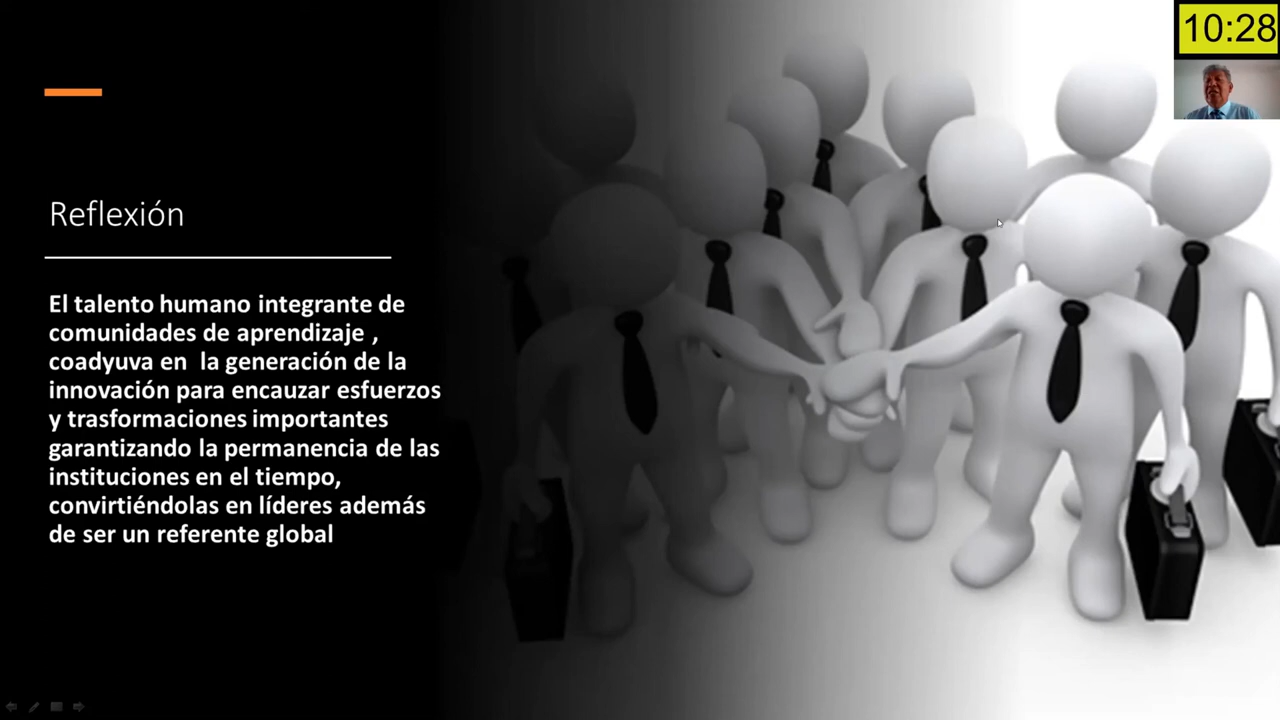 10:28
Reflexión
El talento humano integrante de
comunidades de aprendizaje ,
coadyuva en la generación de la
innovación para encauzar esfuerzos
y trasformaciones importantes
garantizando la permanencia de las
instituciones en el tiempo,
convirtiéndolas en líderes además
de ser un referente global